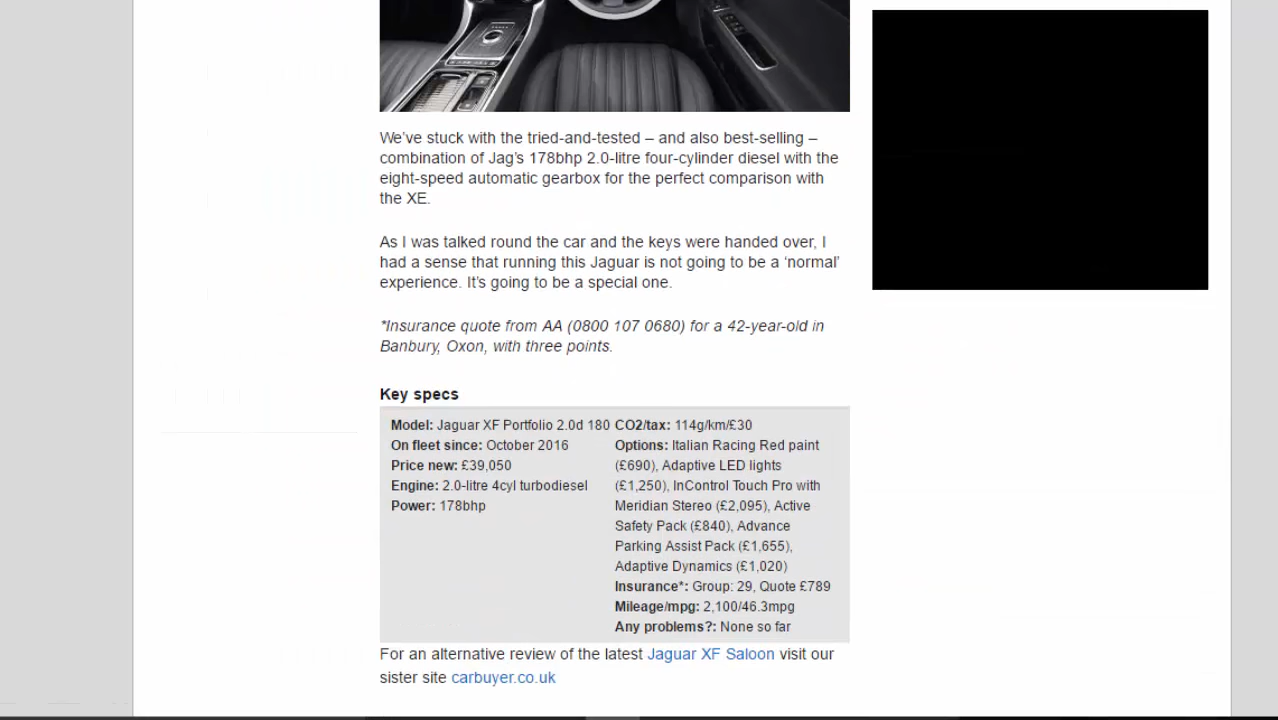 We've stuck with the tried-and-tested – and also best-selling –
combination of Jag's 178bhp 2.0-litre four-cylinder diesel with the
eight-speed automatic gearbox for the perfect comparison with
the XE.
As I was talked round the car and the keys were handed over, I
had a sense that running this Jaguar is not going to be a ‘normal’
experience. It's going to be a special one.
*Insurance quote from AA (0800 107 0680) for a 42-year-old in
Banbury, Oxon, with three points.
Key specs
Model: Jaguar XF Portfolio 2.0d 180
On fleet since: October 2016
Price new: £39,050
Engine: 2.0-litre 4cyl turbodiesel
Power: 178bhp
CO2/tax: 114g/km/£30
Options: Italian Racing Red paint
(£690), Adaptive LED lights
(£1,250), InControl Touch Pro with
Meridian Stereo (£2,095), Active
Safety Pack (£840), Advance
Parking Assist Pack (£1,655),
Adaptive Dynamics (£1,020)
Insurance*: Group: 29, Quote £789
Mileage/mpg: 2,100/46.3mpg
Any problems?: None so far
For an alternative review of the latest Jaguar XF Saloon visit our
sister site carbuyer.co.uk